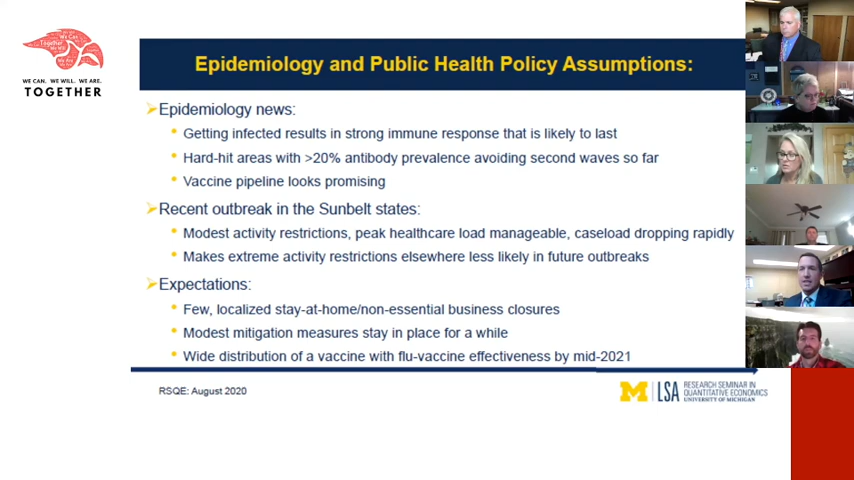 WE CAN. WE WILL. WE ARE.
TOGETHER
Epidemiology and Public Health Policy Assumptions:
Epidemiology news:
Getting infected results in strong immune response that is likely to last
Hard-hit areas with >20% antibody prevalence avoiding second waves so far
Vaccine pipeline looks promising
Recent outbreak in the Sunbelt states:
Modest activity restrictions, peak healthcare load manageable, caseload dropping rapidly
Makes extreme activity restrictions elsewhere less likely in future outbreaks
Expectations:
Few, localized stay-at-home/non-essential business closures
Modest mitigation measures stay in place for a while
Wide distribution of a vaccine with flu-vaccine effectiveness by mid-2021
RSQE: August 2020
M LSA RESEARCH SEMINAR IN
QUANTITATIVE ECONOMICS
UNIVERSITY OF MICHIGAN